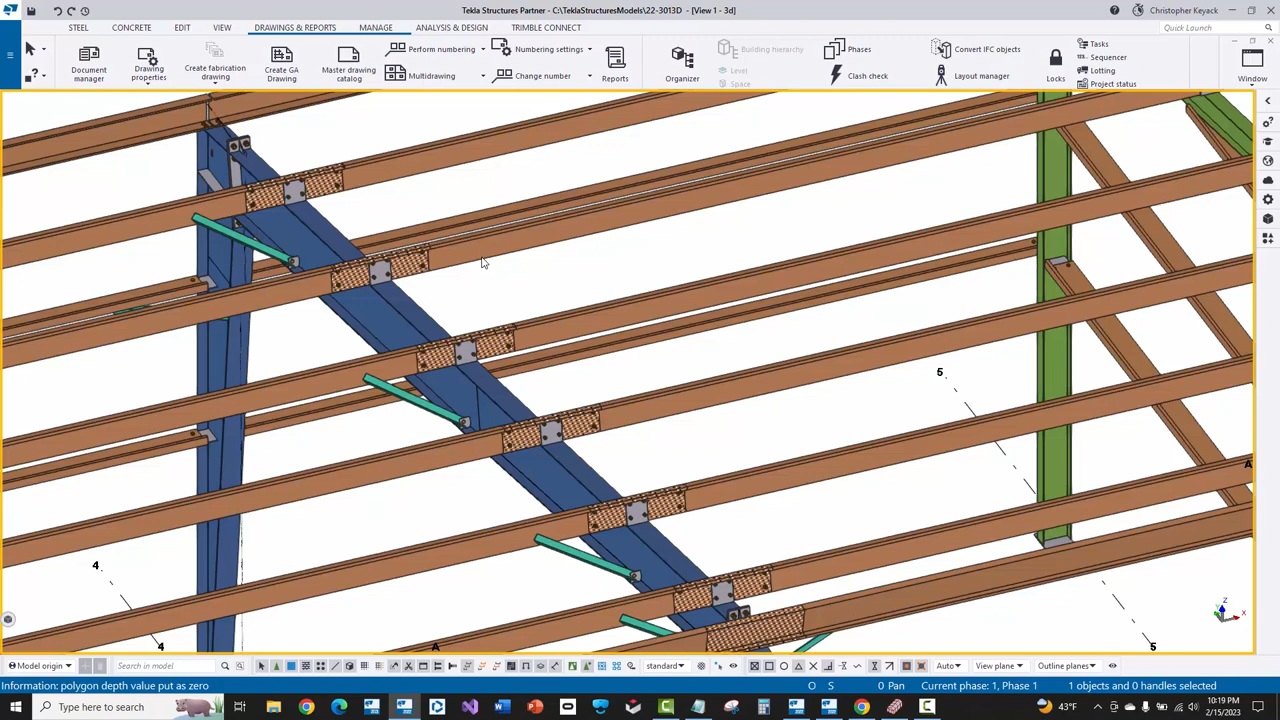 Tekla Structures Partner - C:\TeklaStructuresModels\22-3013D - [View 1 - 3d]
Christopher Keyack
STEEL CONCRETE EDIT VIEW DRAWINGS & REPORTS MANAGE ANALYSIS & DESIGN TRIMBLE CONNECT
Quick Launch
Document manager
Drawing properties
Create fabrication drawing
Create GA Drawing
Master drawing catalog
Perform numbering
Multidrawing
Numbering settings
Change number
Reports
Organizer
Building hierarchy
Level
Space
Phases
Clash check
Convert IFC objects
Layout manager
Locks
Tasks
Sequencer
Lotting
Project status
Window
5
A
4
4
A
5
Z
Y
X
Model origin
Search in model
standard
Auto
View plane
Outline planes
Information: polygon depth value put as zero
O S 0 Pan Current phase: 1, Phase 1 1 objects and 0 handles selected
Type here to search
43°F
10:19 PM
2/15/2023